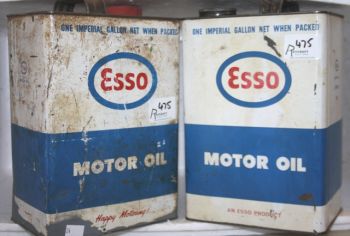 ONE IMPERIAL GALLON NET WHEN PACKED
Esso
475
MOTOR OIL
Happy Motoring!
ONE IMPERIAL GALLON NET WHEN PACKED
475
Esso
MOTOR OIL
AN ESSO PRODUCT